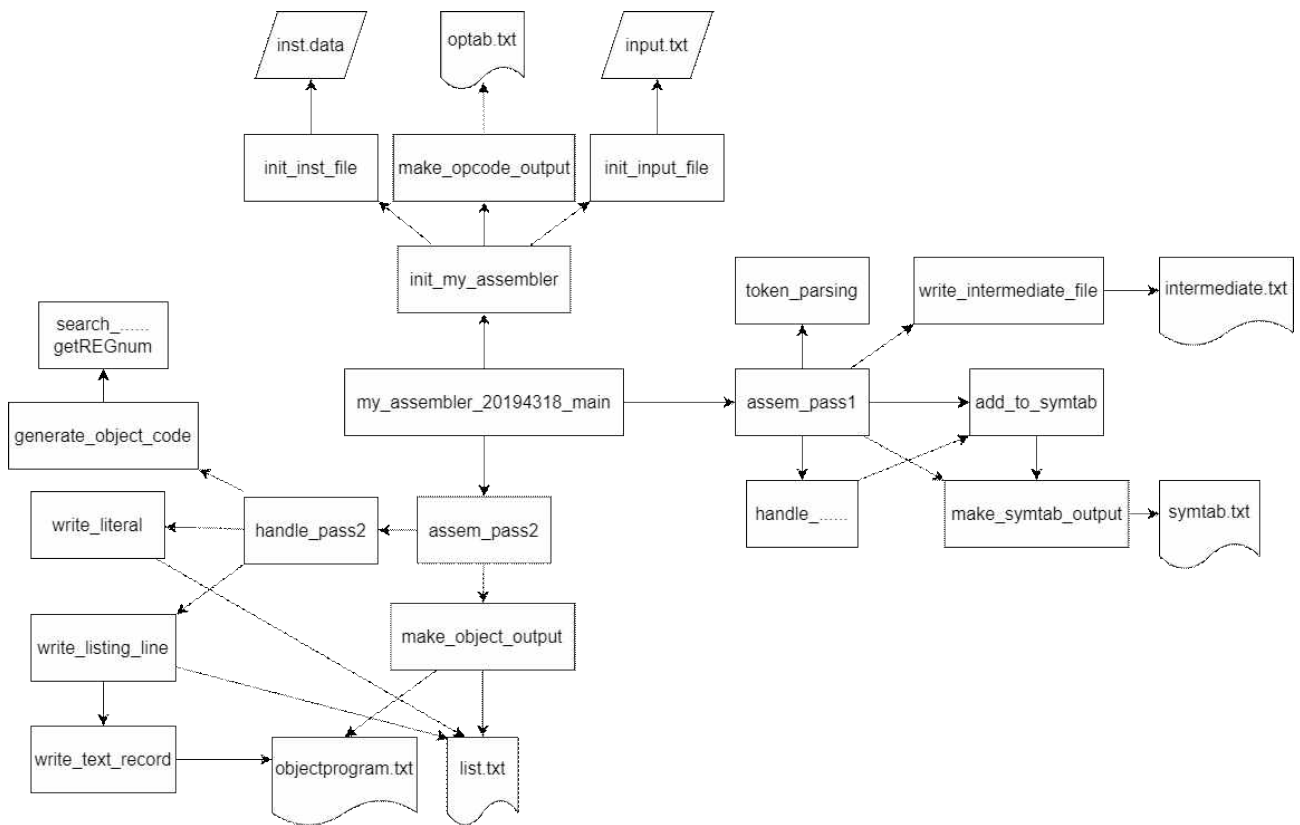 inst.data
optab.txt
input.txt
init_inst_file
make_opcode_output
init_input_file
init_my_assembler
token_parsing
write_intermediate_file
intermediate.txt
search_......
getREGnum
my_assembler_20194318_main
assem_pass1
add_to_symtab
generate_object_code
write_literal
handle_pass2
assem_pass2
handle_......
make_symtab_output
symtab.txt
write_listing_line
make_object_output
write_text_record
objectprogram.txt
list.txt